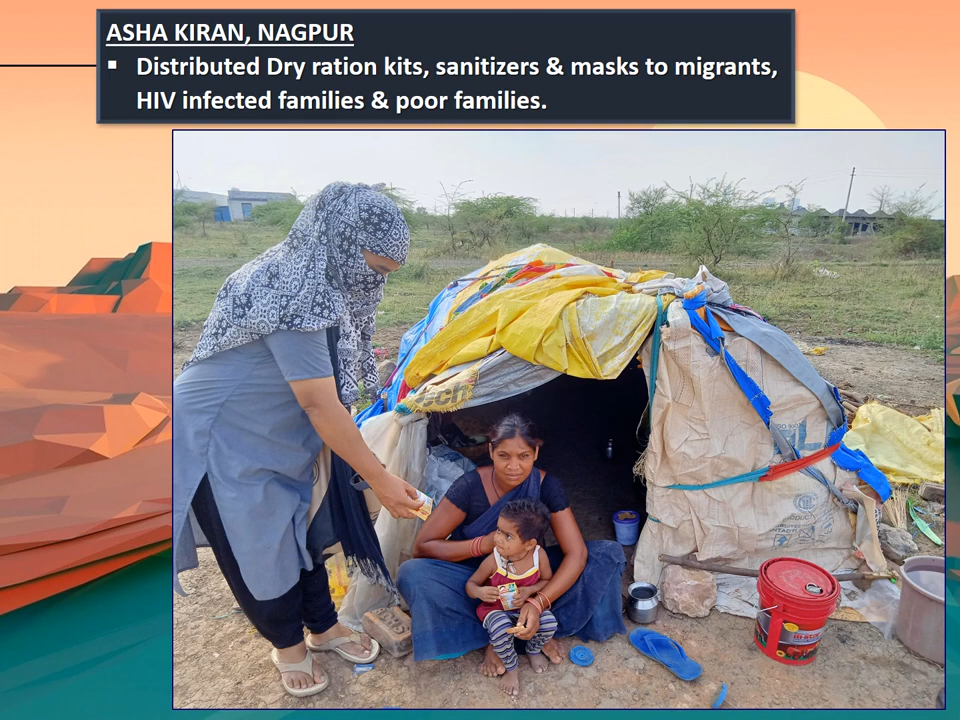 ASHA KIRAN, NAGPUR
▪ Distributed Dry ration kits, sanitizers & masks to migrants,
HIV infected families & poor families.